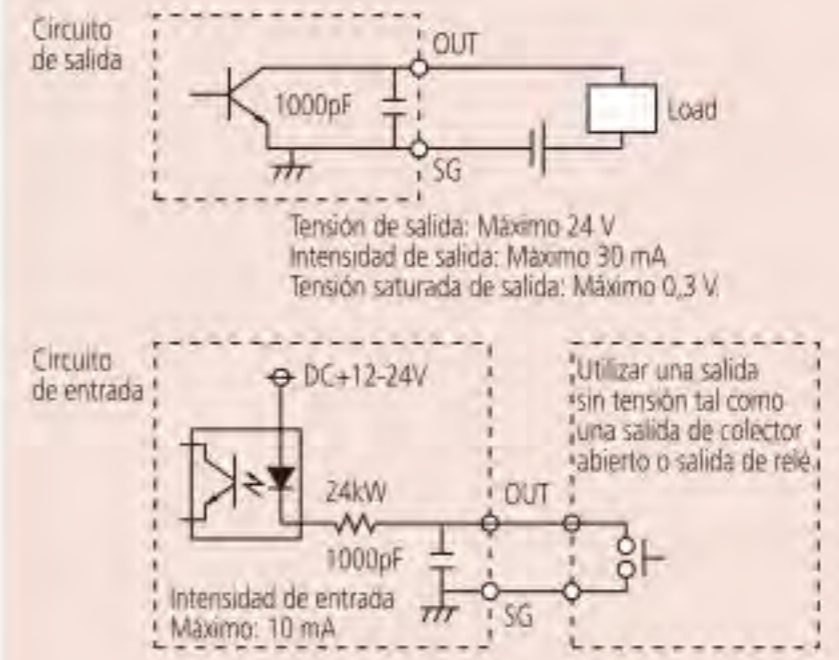 Circuito
de salida
OUT
1000pF
Load
SG
Tensión de salida: Máximo 24 V
Intensidad de salida: Máximo 30 mA
Tensión saturada de salida: Máximo 0,3 V.
Circuito
de entrada
DC+12-24V
Utilizar una salida
sin tensión tal como
una salida de colector
abierto o salida de relé.
24kW
OUT
1000pF
Intensidad de entrada
Máximo: 10 mA
SG